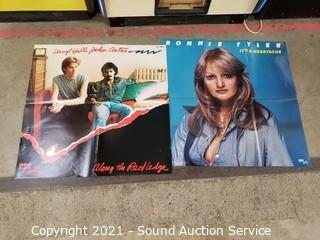 Daryl Hall & John Oates
Along the Red Ledge
BONNIE TYLER
IT'S A HEARTACHE
Copyright 2021 - Sound Auction Service